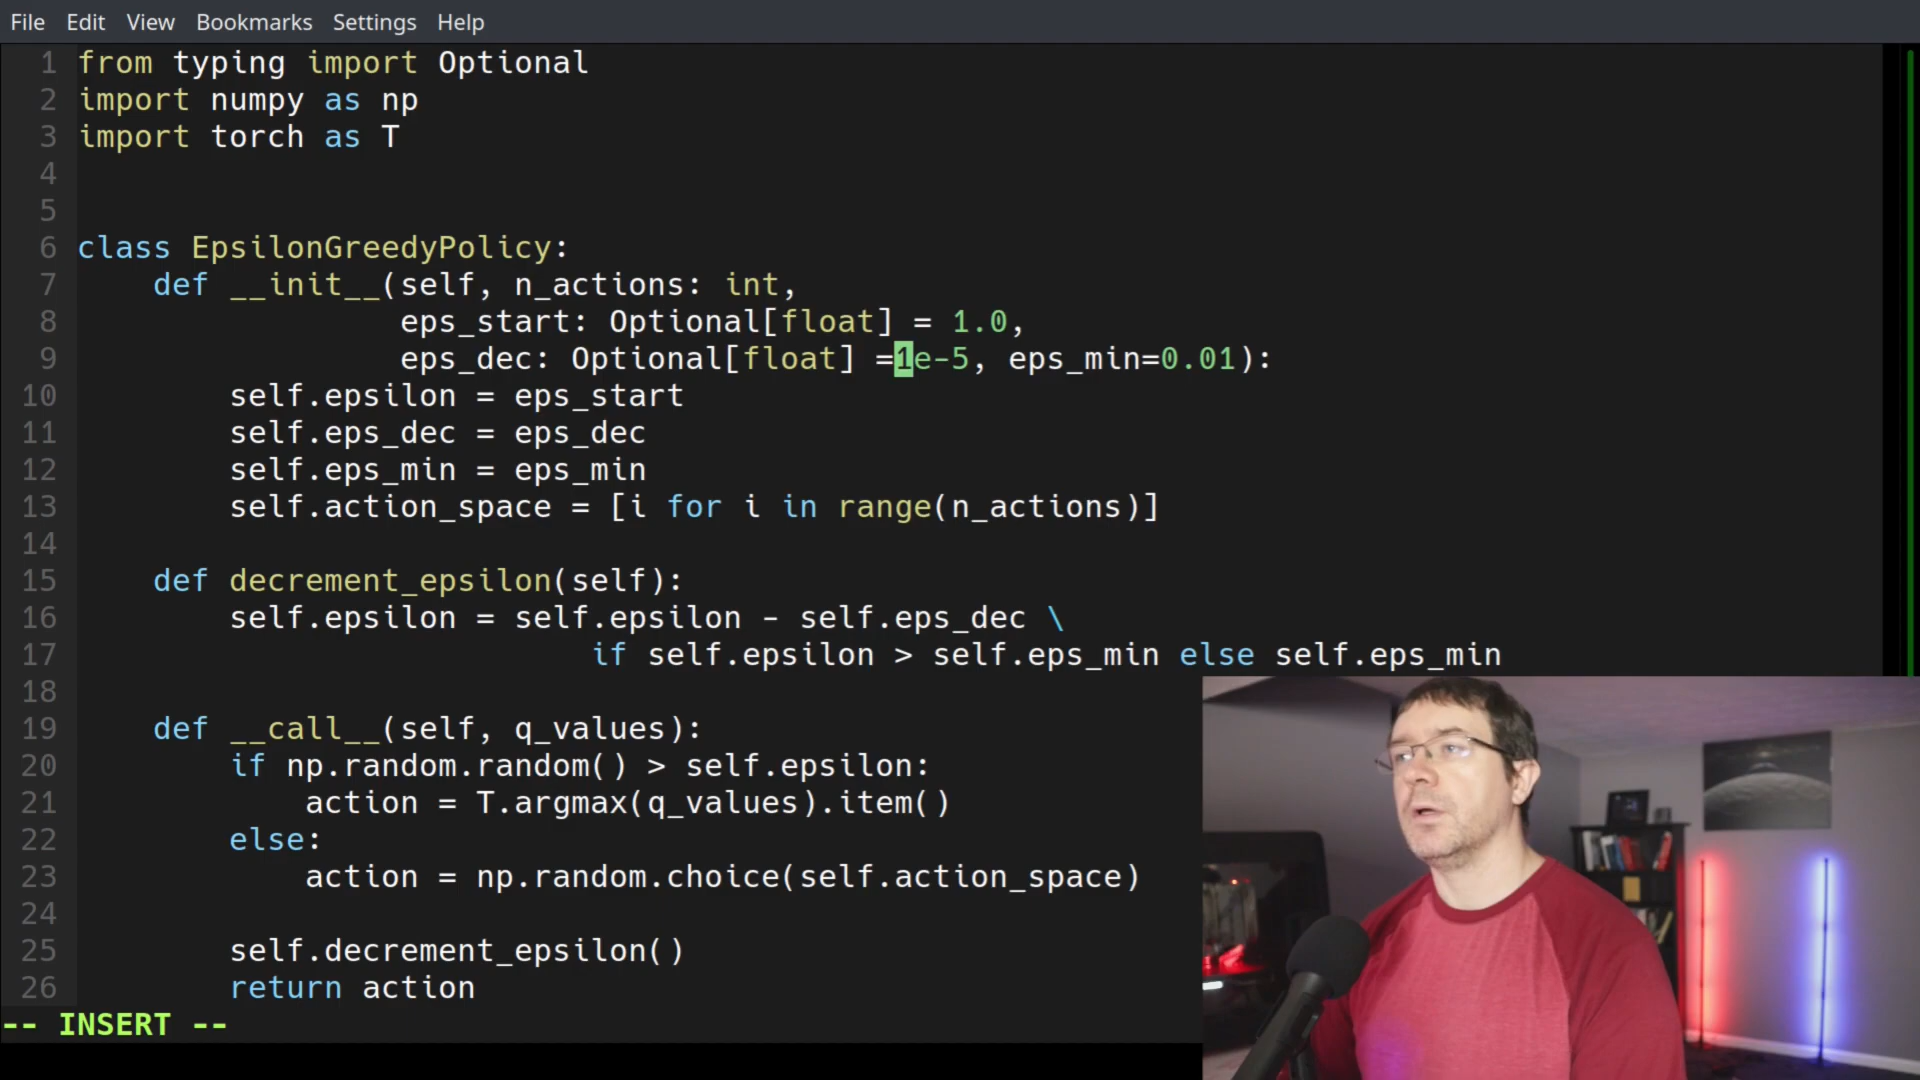 File Edit View Bookmarks Settings Help
1 from typing import Optional
2 import numpy as np
3 import torch as T
4
5
6 class EpsilonGreedyPolicy:
7     def __init__(self, n_actions: int,
8                  eps_start: Optional[float] = 1.0,
9                  eps_dec: Optional[float] =1e-5, eps_min=0.01):
10         self.epsilon = eps_start
11         self.eps_dec = eps_dec
12         self.eps_min = eps_min
13         self.action_space = [i for i in range(n_actions)]
14
15     def decrement_epsilon(self):
16         self.epsilon = self.epsilon - self.eps_dec \
17                            if self.epsilon > self.eps_min else self.eps_min
18
19     def __call__(self, q_values):
20         if np.random.random() > self.epsilon:
21             action = T.argmax(q_values).item()
22         else:
23             action = np.random.choice(self.action_space)
24
25         self.decrement_epsilon()
26         return action
-- INSERT --